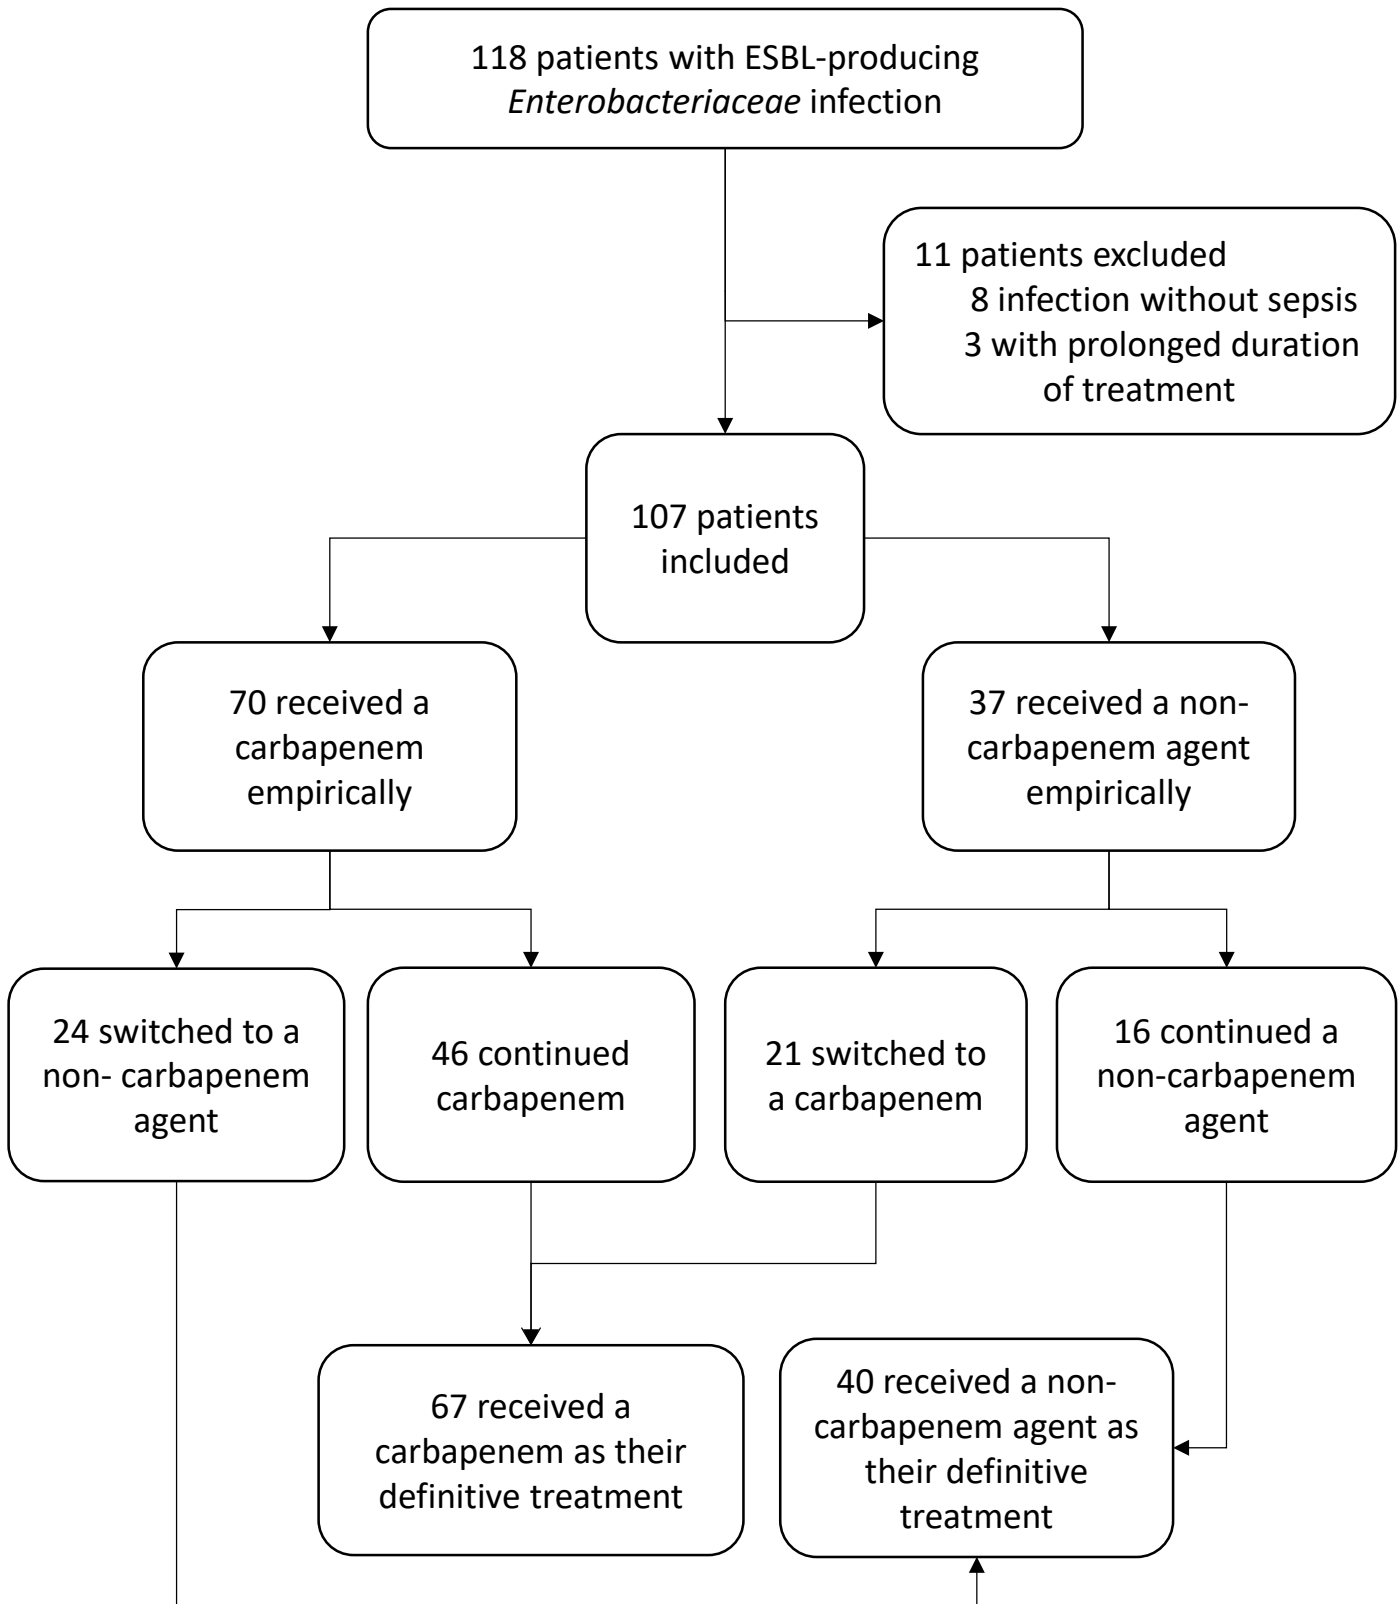 118 patients with ESBL-producing
Enterobacteriaceae infection
11 patients excluded
8 infection without sepsis
3 with prolonged duration
of treatment
107 patients
included
70 received a
carbapenem
empirically
37 received a non-
carbapenem agent
empirically
24 switched to a
non- carbapenem
agent
46 continued
carbapenem
21 switched to
a carbapenem
16 continued a
non-carbapenem
agent
67 received a
carbapenem as their
definitive treatment
40 received a non-
carbapenem agent as
their definitive
treatment